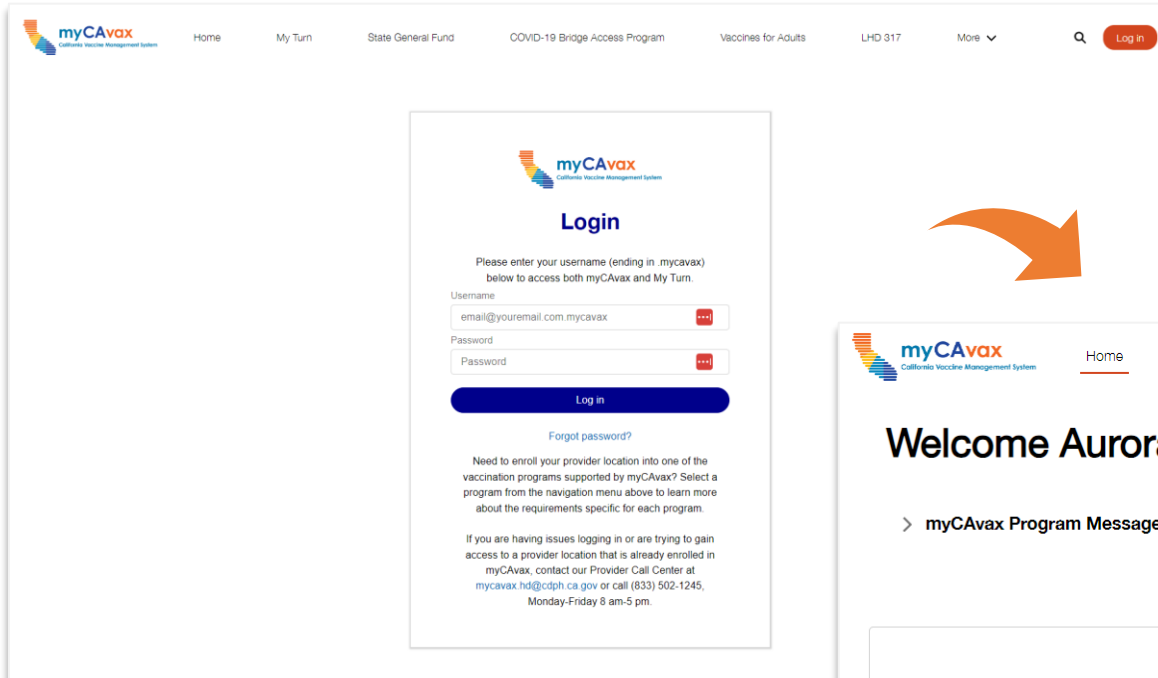 myCAvax
California Vaccine Management System
Home
My Turn
State General Fund
COVID-19 Bridge Access Program
Vaccines for Adults
LHD 317
More
Log in
myCAvax
California Vaccine Management System
Login
Please enter your username (ending in .mycavax)
below to access both myCAvax and My Turn.
Username
email@youremail.com.mycavax
Password
Password
Log in
Forgot password?
Need to enroll your provider location into one of the
vaccination programs supported by myCAvax? Select a
program from the navigation menu above to learn more
about the requirements specific for each program.
If you are having issues logging in or are trying to gain
access to a provider location that is already enrolled in
myCAvax, contact our Provider Call Center at
mycavax.hd@cdph.ca.gov or call (833) 502-1245,
Monday-Friday 8 am-5 pm.
myCAvax
California Vaccine Management System
Home
Welcome Aurora
myCAvax Program Message